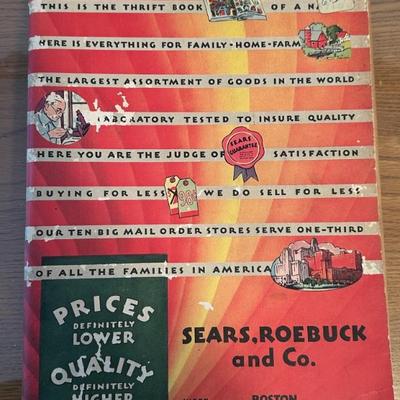 THIS IS THE THRIFT BOOK OF A NA
HERE IS EVERYTHING FOR FAMILY-HOME-FARM
THE LARGEST ASSORTMENT OF GOODS IN THE WORLD
LABORATORY TESTED TO INSURE QUALITY
HERE YOU ARE THE JUDGE OF SATISFACTION
SEARS GUARANTEE
BUYING FOR LESS WE DO SELL FOR LESS
98¢
OUR TEN BIG MAIL ORDER STORES SERVE ONE-THIRD
OF ALL THE FAMILIES IN AMERICA
PRICES
DEFINITELY
LOWER
QUALITY
DEFINITELY
HIGHER
SEARS, ROEBUCK
and Co.
BOSTON